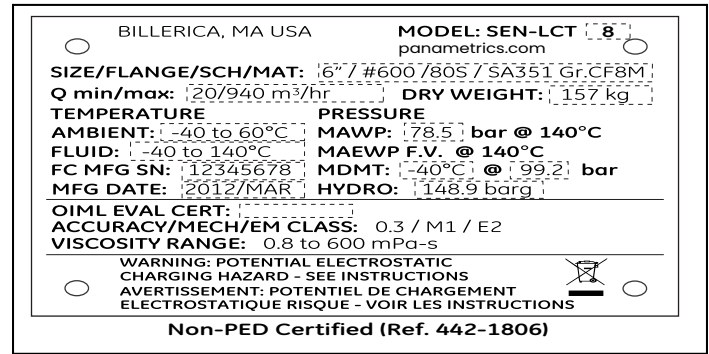 BILLERICA, MA USA MODEL: SEN-LCT 8
panametrics.com
SIZE/FLANGE/SCH/MAT: 6" / #600 /80S / SA351 Gr.CF8M
Q min/max: 20/940 m³/hr DRY WEIGHT: 157 kg
TEMPERATURE PRESSURE
AMBIENT: -40 to 60°C MAWP: 78.5 bar @ 140°C
FLUID: -40 to 140°C MAEWP F.V. @ 140°C
FC MFG SN: 12345678 MDMT: -40°C @ 99.2 bar
MFG DATE: 2012/MAR HYDRO: 148.9 barg
OIML EVAL CERT:
ACCURACY/MECH/EM CLASS: 0.3 / M1 / E2
VISCOSITY RANGE: 0.8 to 600 mPa-s
WARNING: POTENTIAL ELECTROSTATIC
CHARGING HAZARD - SEE INSTRUCTIONS
AVERTISSEMENT: POTENTIEL DE CHARGEMENT
ELECTROSTATIQUE RISQUE - VOIR LES INSTRUCTIONS
Non-PED Certified (Ref. 442-1806)